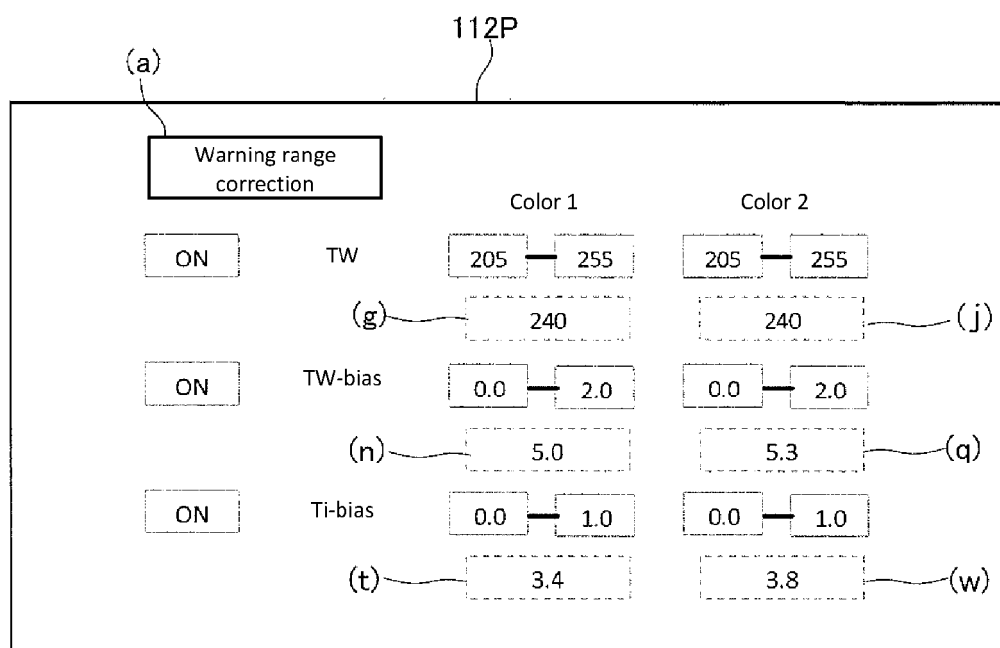 112P
(a)
Warning range
correction
Color 1 Color 2
ON TW 205 255 205 255
(g) 240 240 (j)
ON TW-bias 0.0 2.0 0.0 2.0
(n) 5.0 5.3 (q)
ON Ti-bias 0.0 1.0 0.0 1.0
(t) 3.4 3.8 (w)